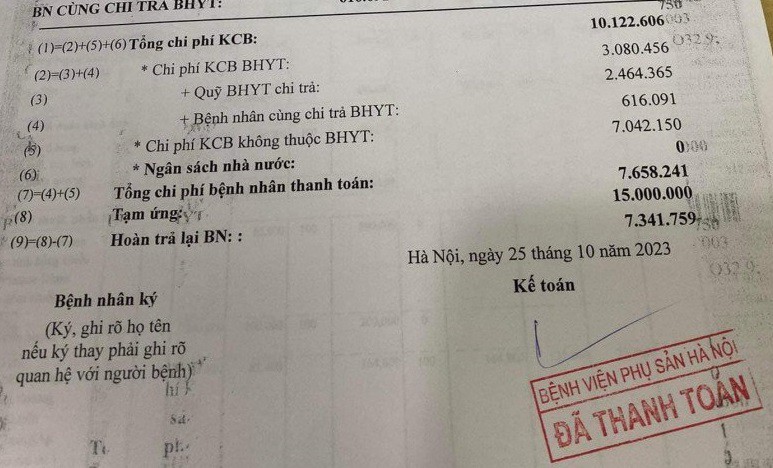 BN CÙNG CHI TRẢ BHYT:
(1)=(2)+(5)+(6) Tổng chi phí KCB: 10.122.606
(2)=(3)+(4) * Chi phí KCB BHYT: 3.080.456
(3) + Quỹ BHYT chi trả: 2.464.365
(4) + Bệnh nhân cùng chi trả BHYT: 616.091
(5) * Chi phí KCB không thuộc BHYT: 7.042.150
(6) * Ngân sách nhà nước: 0
(7)=(4)+(5) Tổng chi phí bệnh nhân thanh toán: 7.658.241
(8) Tạm ứng: 15.000.000
(9)=(8)-(7) Hoàn trả lại BN: : 7.341.759
Hà Nội, ngày 25 tháng 10 năm 2023
Kế toán
Bệnh nhân ký
(Ký, ghi rõ họ tên
nếu ký thay phải ghi rõ
quan hệ với người bệnh)
BỆNH VIỆN PHỤ SẢN HÀ NỘI
ĐÃ THANH TOÁN